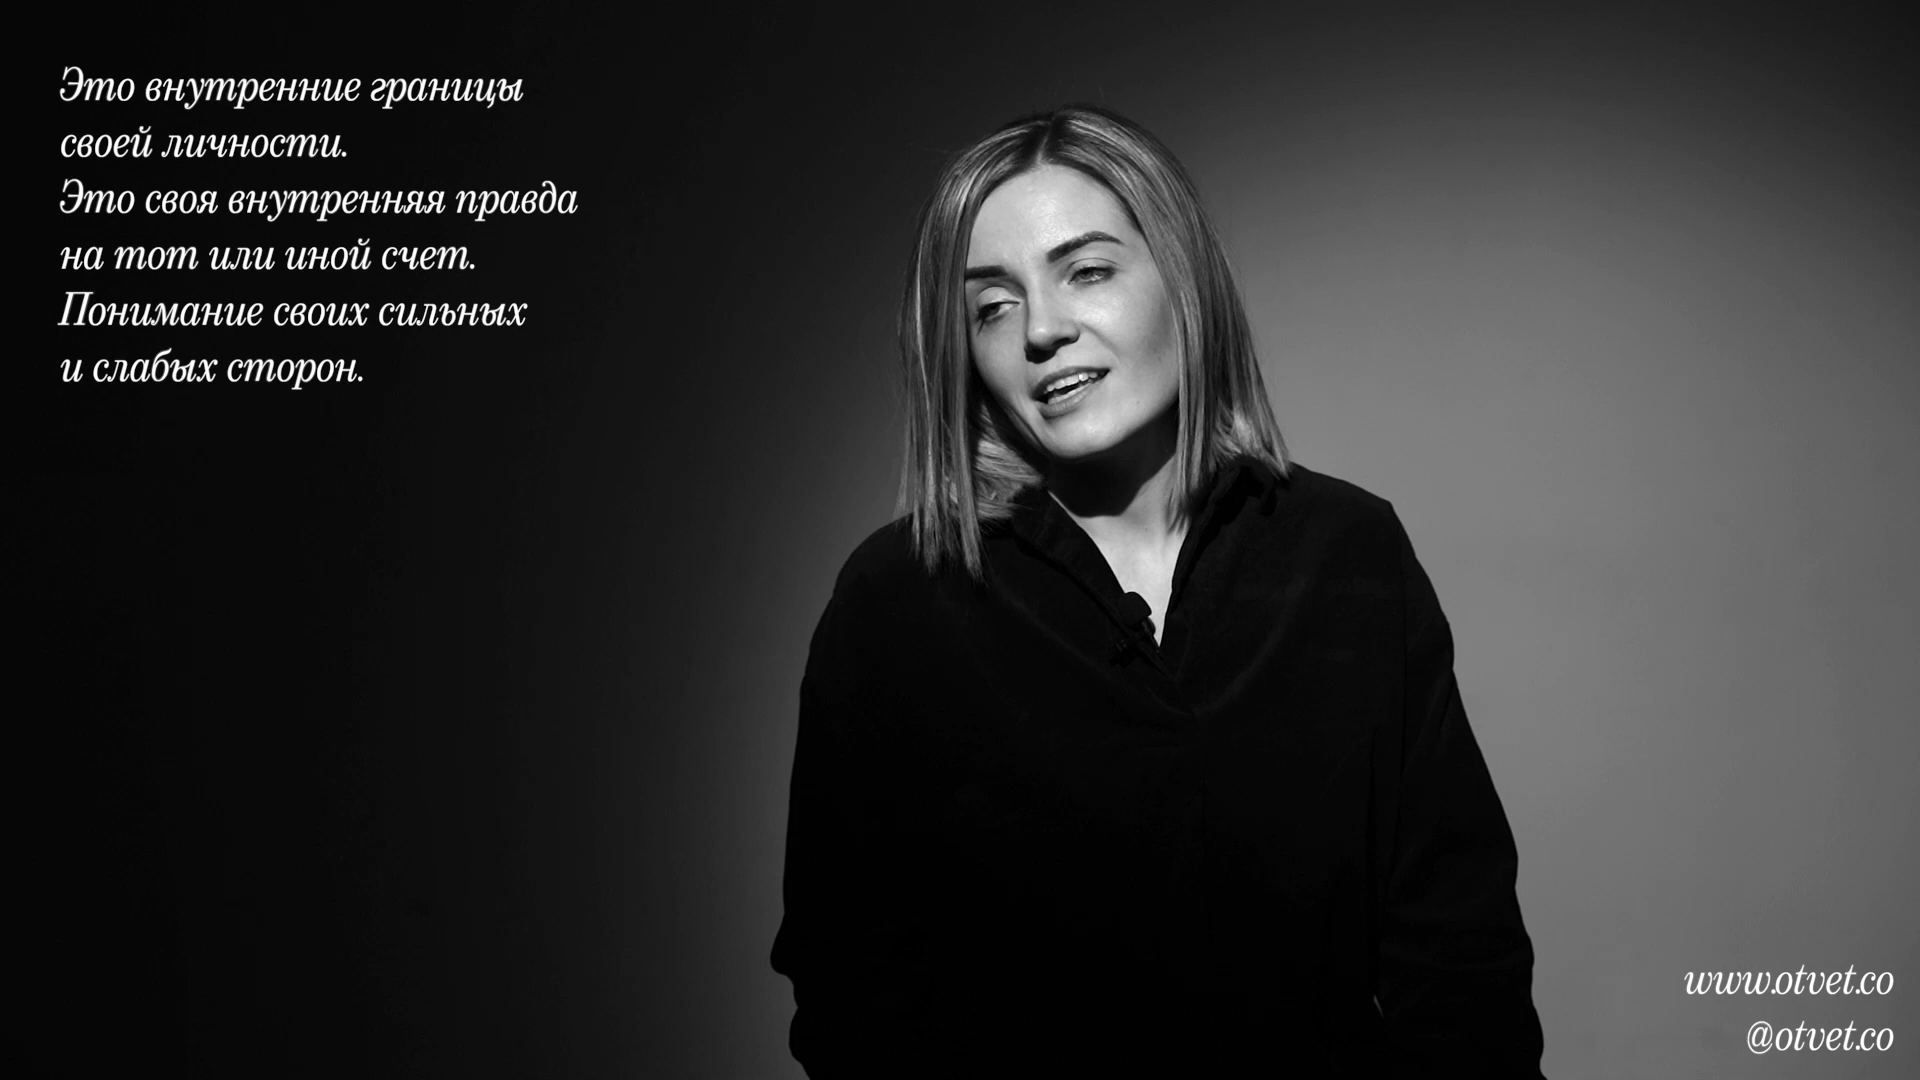 Это внутренние границы
своей личности.
Это своя внутренняя правда
на тот или иной счет.
Понимание своих сильных
и слабых сторон.
www.otvet.co
@otvet.co